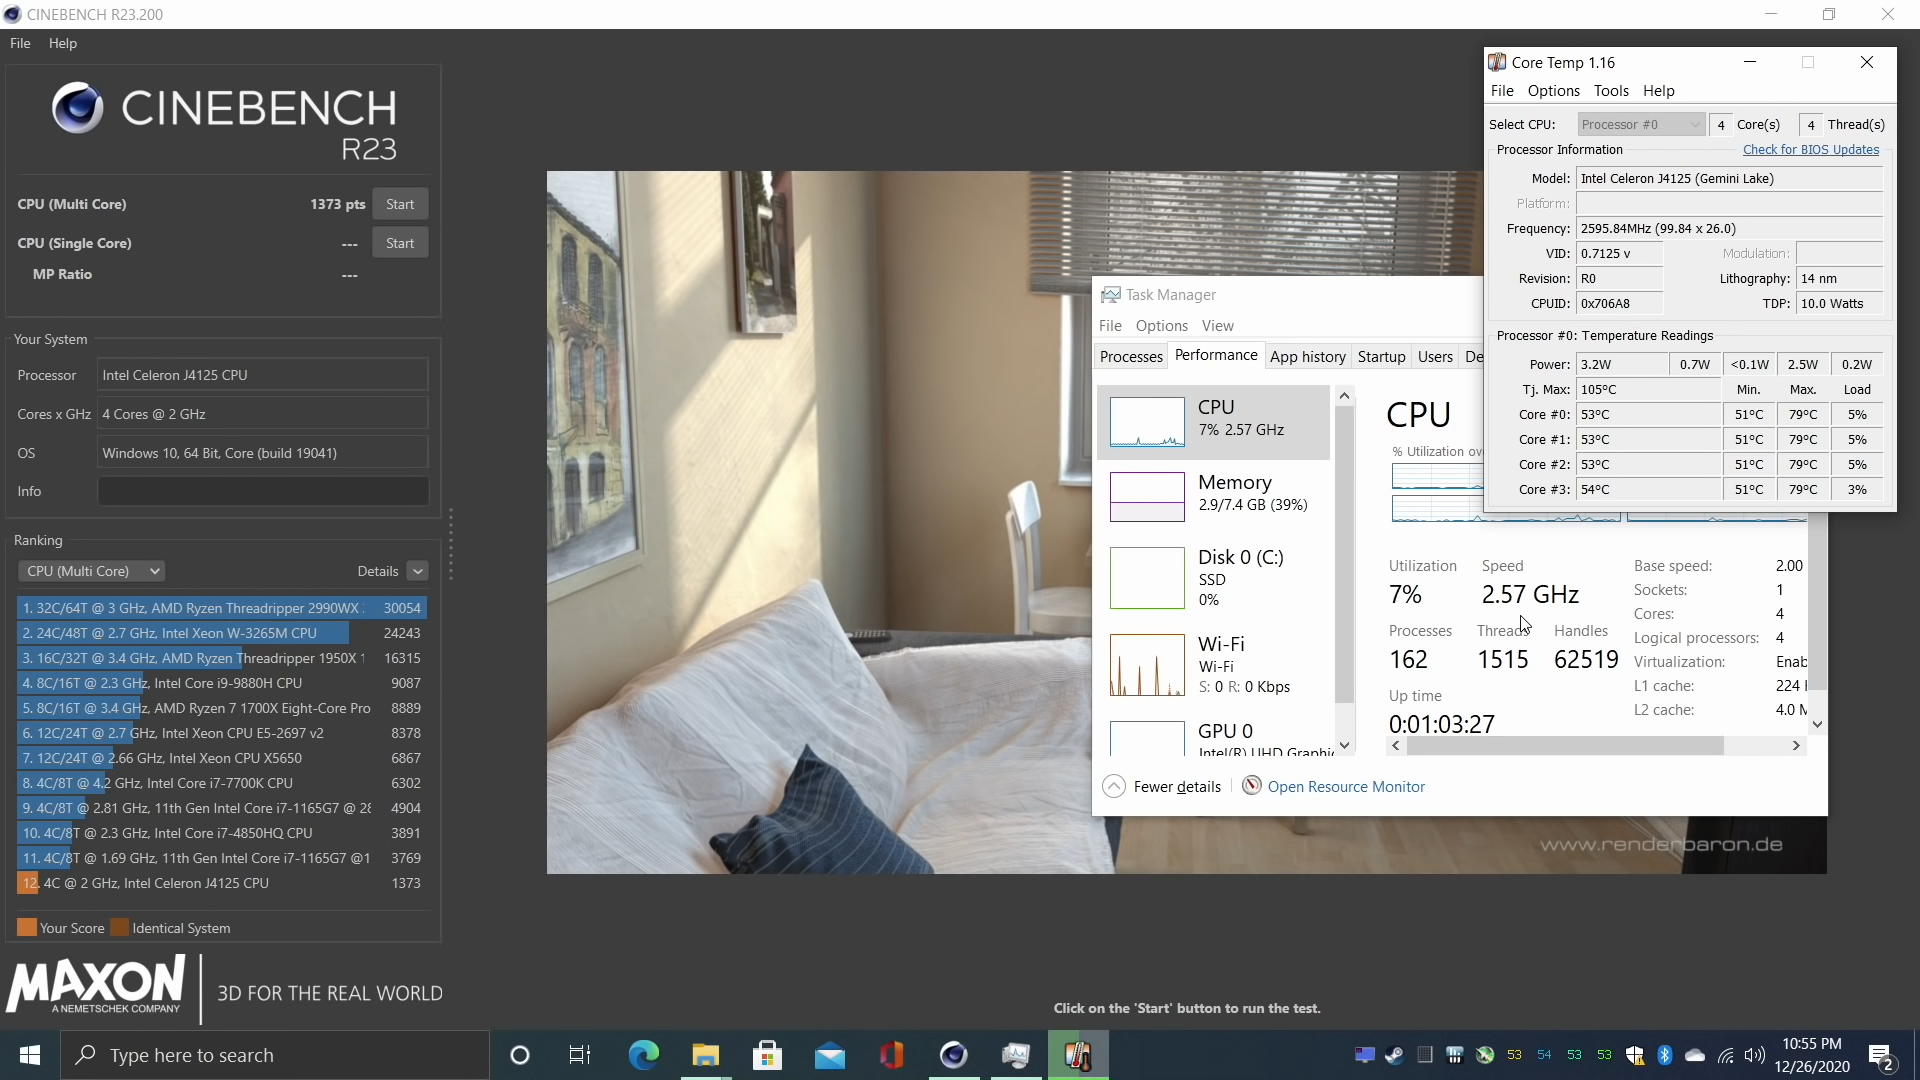 CINEBENCH R23.200
File Help
CINEBENCH
R23
CPU (Multi Core) 1373 pts Start
CPU (Single Core) --- Start
MP Ratio ---
Your System
Processor Intel Celeron J4125 CPU
Cores x GHz 4 Cores @ 2 GHz
OS Windows 10, 64 Bit, Core (build 19041)
Info
Ranking
CPU (Multi Core) Details
1. 32C/64T @ 3 GHz, AMD Ryzen Threadripper 2990WX 30054
2. 24C/48T @ 2.7 GHz, Intel Xeon W-3265M CPU 24243
3. 16C/32T @ 3.4 GHz, AMD Ryzen Threadripper 1950X 16315
4. 8C/16T @ 2.3 GHz, Intel Core i9-9880H CPU 9087
5. 8C/16T @ 3.4 GHz, AMD Ryzen 7 1700X Eight-Core Pro 8889
6. 12C/24T @ 2.7 GHz, Intel Xeon CPU E5-2697 v2 8378
7. 12C/24T @ 2.66 GHz, Intel Xeon CPU X5650 6867
8. 4C/8T @ 4.2 GHz, Intel Core i7-7700K CPU 6302
9. 4C/8T @ 2.81 GHz, 11th Gen Intel Core i7-1165G7 @ 28 4904
10. 4C/8T @ 2.3 GHz, Intel Core i7-4850HQ CPU 3891
11. 4C/8T @ 1.69 GHz, 11th Gen Intel Core i7-1165G7 @1 3769
12. 4C @ 2 GHz, Intel Celeron J4125 CPU 1373
Your Score Identical System
MAXON
A NEMETSCHEK COMPANY
3D FOR THE REAL WORLD
Core Temp 1.16
File Options Tools Help
Select CPU: Processor #0 4 Core(s) 4 Thread(s)
Processor Information Check for BIOS Updates
Model: Intel Celeron J4125 (Gemini Lake)
Platform:
Frequency: 2595.84MHz (99.84 x 26.0)
VID: 0.7125 v Modulation:
Revision: R0 Lithography: 14 nm
CPUID: 0x706A8 TDP: 10.0 Watts
Processor #0: Temperature Readings
Power: 3.2W 0.7W <0.1W 2.5W 0.2W
Tj. Max: 105°C Min. Max. Load
Core #0: 53°C 51°C 79°C 5%
Core #1: 53°C 51°C 79°C 5%
Core #2: 53°C 51°C 79°C 5%
Core #3: 54°C 51°C 79°C 3%
Task Manager
File Options View
Processes Performance App history Startup Users De
CPU
7% 2.57 GHz
Memory
2.9/7.4 GB (39%)
Disk 0 (C:)
SSD
0%
Wi-Fi
Wi-Fi
S: 0 R: 0 Kbps
GPU 0
Intel(R) UHD Graphic
CPU
% Utilization ov
Utilization Speed
7% 2.57 GHz
Processes Threads Handles
162 1515 62519
Up time
0:01:03:27
Base speed: 2.00
Sockets: 1
Cores: 4
Logical processors: 4
Virtualization: Enab
L1 cache: 224
L2 cache: 4.0 M
Fewer details Open Resource Monitor
www.renderbaron.de
Click on the 'Start' button to run the test.
Type here to search
53 54 53 53
10:55 PM
12/26/2020
2